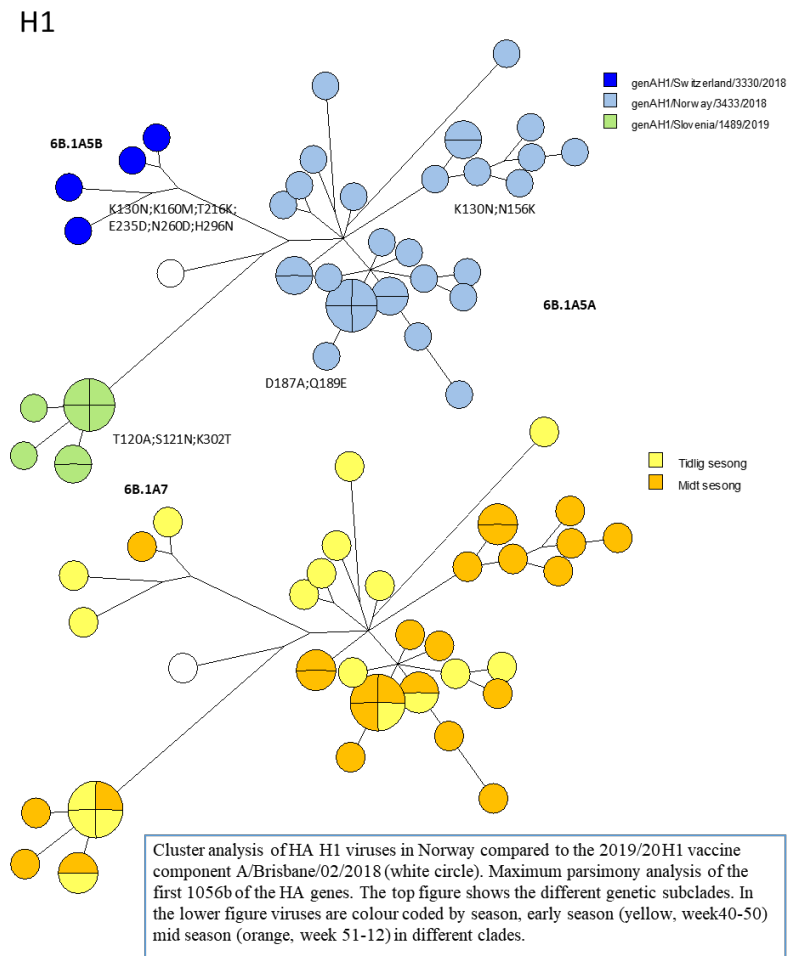 H1
genAH1/Switzerland/3330/2018
genAH1/Norway/3433/2018
genAH1/Slovenia/1489/2019
6B.1A5B
K130N;K160M;T216K;
E235D;N260D;H296N
K130N;N156K
6B.1A5A
D187A;Q189E
T120A;S121N;K302T
6B.1A7
Tidlig sesong
Midt sesong
Cluster analysis of HA H1 viruses in Norway compared to the 2019/20H1 vaccine
component A/Brisbane/02/2018 (white circle). Maximum parsimony analysis of the
first 1056b of the HA genes. The top figure shows the different genetic subclades. In
the lower figure viruses are colour coded by season, early season (yellow, week40-50)
mid season (orange, week 51-12) in different clades.